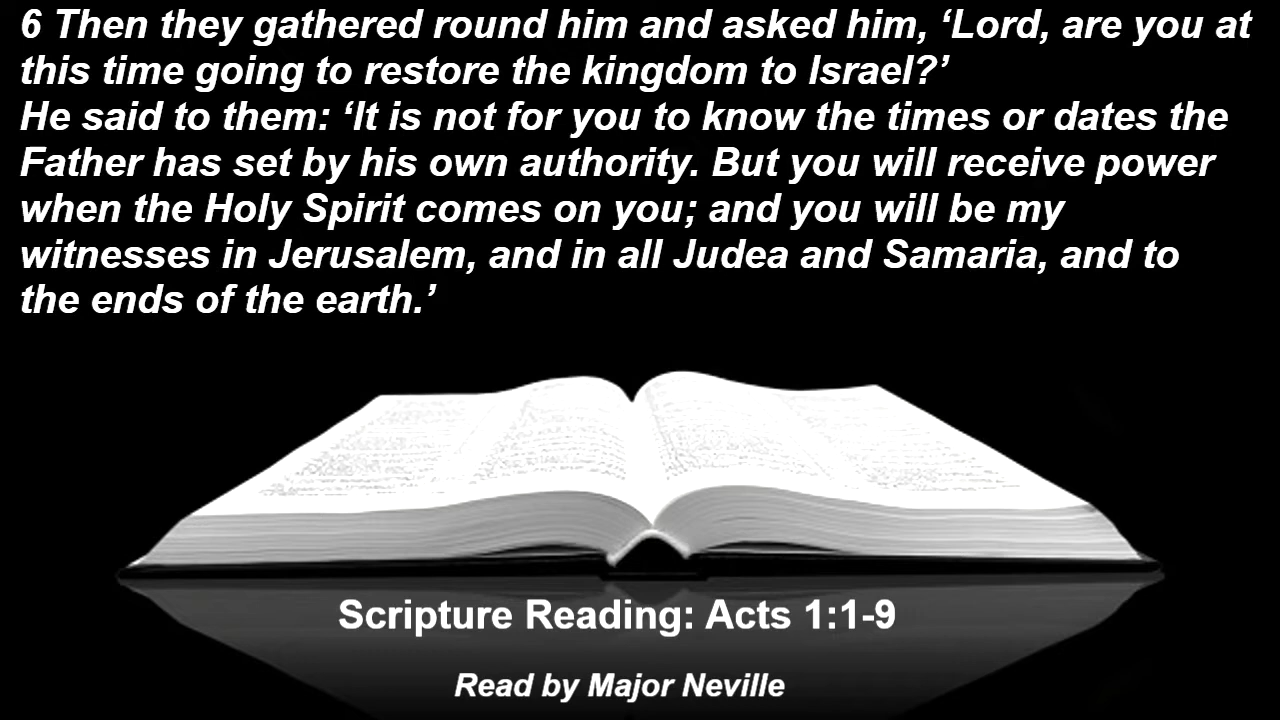 6 Then they gathered round him and asked him, ‘Lord, are you at
this time going to restore the kingdom to Israel?’
He said to them: ‘It is not for you to know the times or dates the
Father has set by his own authority. But you will receive power
when the Holy Spirit comes on you; and you will be my
witnesses in Jerusalem, and in all Judea and Samaria, and to
the ends of the earth.’
Scripture Reading: Acts 1:1-9
Read by Major Neville